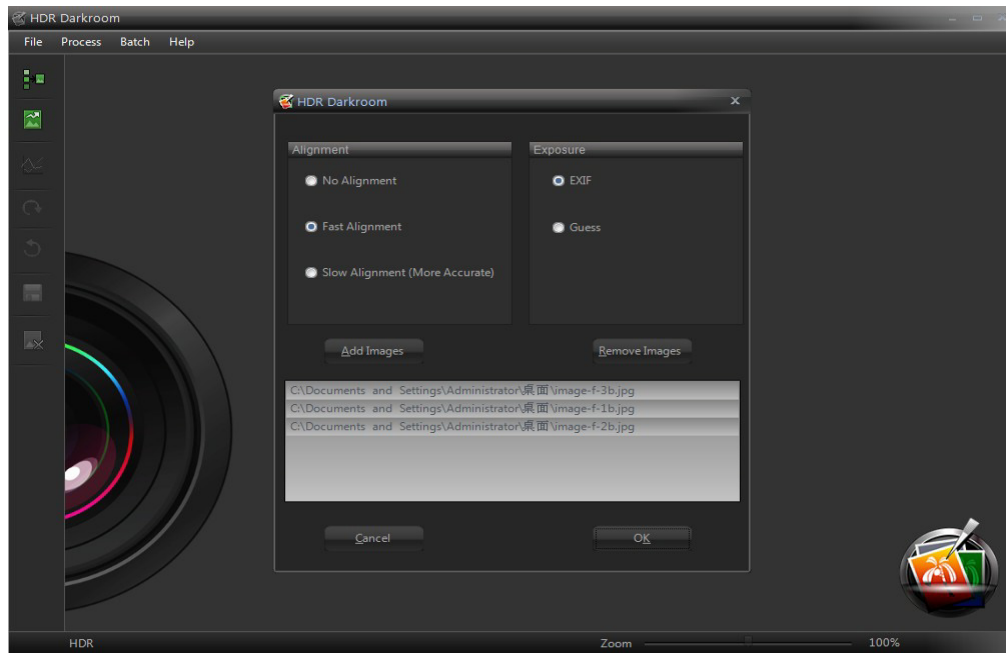 HDR Darkroom
File Process Batch Help
HDR Darkroom
Alignment
No Alignment
Fast Alignment
Slow Alignment (More Accurate)
Exposure
EXIF
Guess
Add Images
Remove Images
C:\Documents and Settings\Administrator\桌面\image-f-3b.jpg
C:\Documents and Settings\Administrator\桌面\image-f-1b.jpg
C:\Documents and Settings\Administrator\桌面\image-f-2b.jpg
Cancel
OK
HDR
Zoom
100%